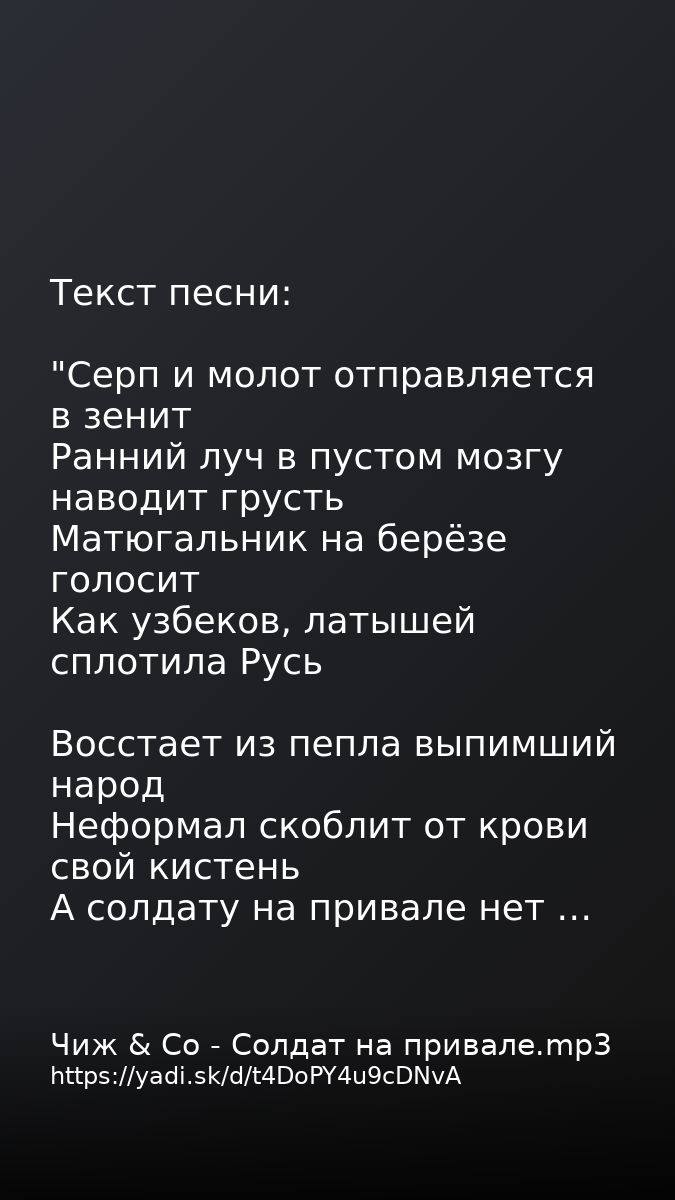 Текст песни:
"Серп и молот отправляется
в зенит
Ранний луч в пустом мозгу
наводит грусть
Матюгальник на берёзе
голосит
Как узбеков, латышей
сплотила Русь
Восстает из пепла выпимший
народ
Неформал скоблит от крови
свой кистень
А солдату на привале нет ...
Чиж & Co - Солдат на привале.mp3
https://yadi.sk/d/t4DoPY4u9cDNvA